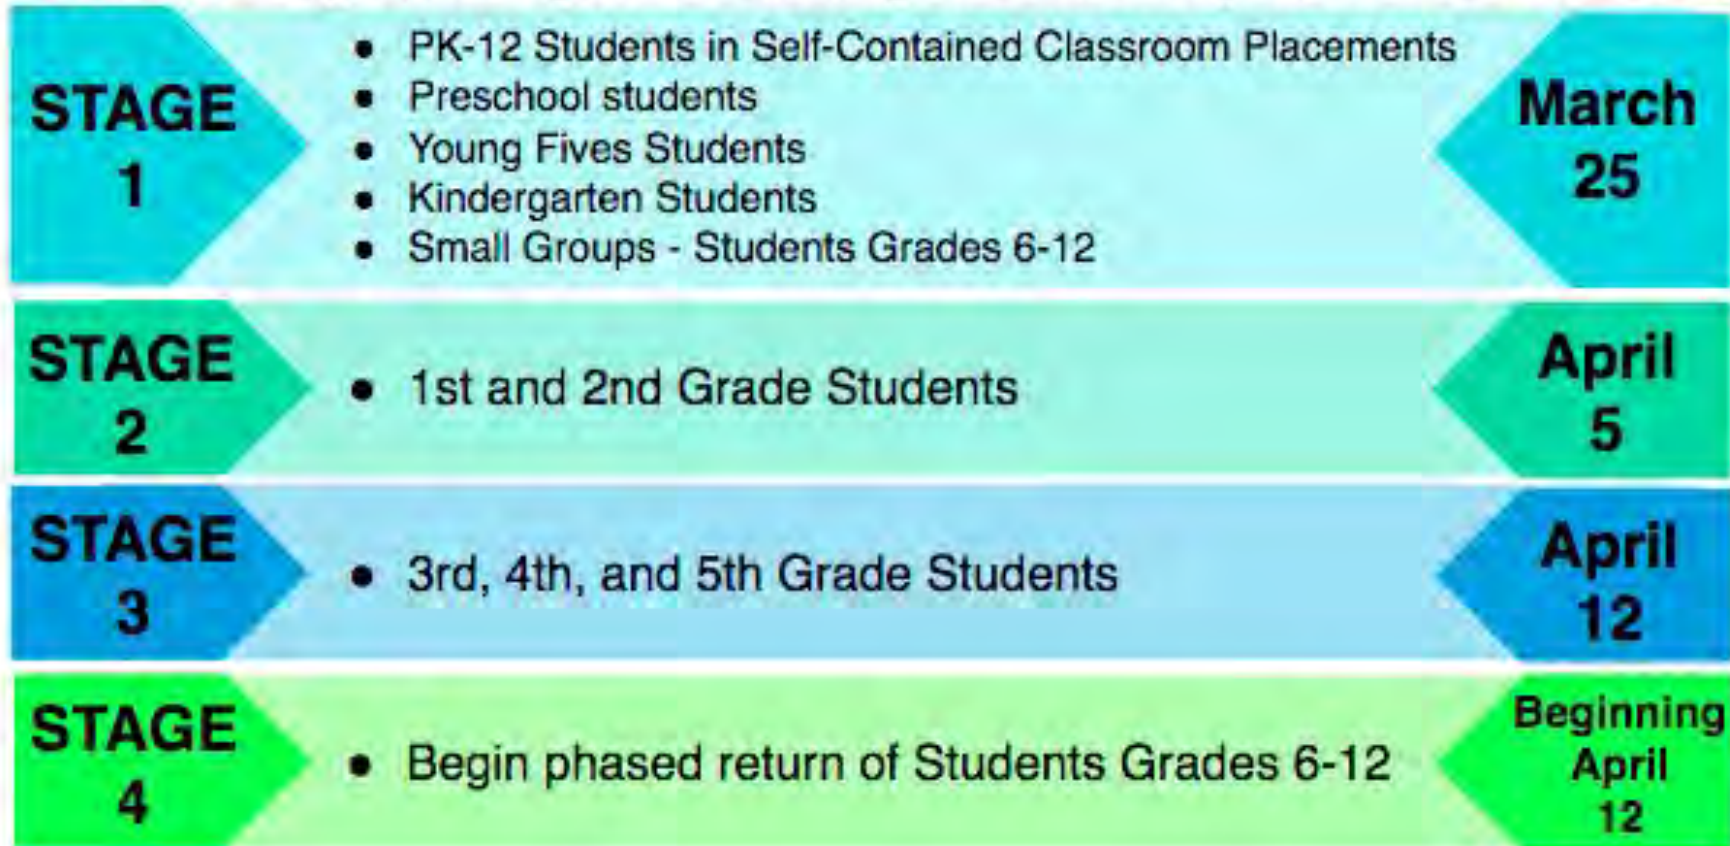 STAGE
1
• PK-12 Students in Self-Contained Classroom Placements
• Preschool students
• Young Fives Students
• Kindergarten Students
• Small Groups - Students Grades 6-12
March
25
STAGE
2
• 1st and 2nd Grade Students
April
5
STAGE
3
• 3rd, 4th, and 5th Grade Students
April
12
STAGE
4
• Begin phased return of Students Grades 6-12
Beginning
April
12